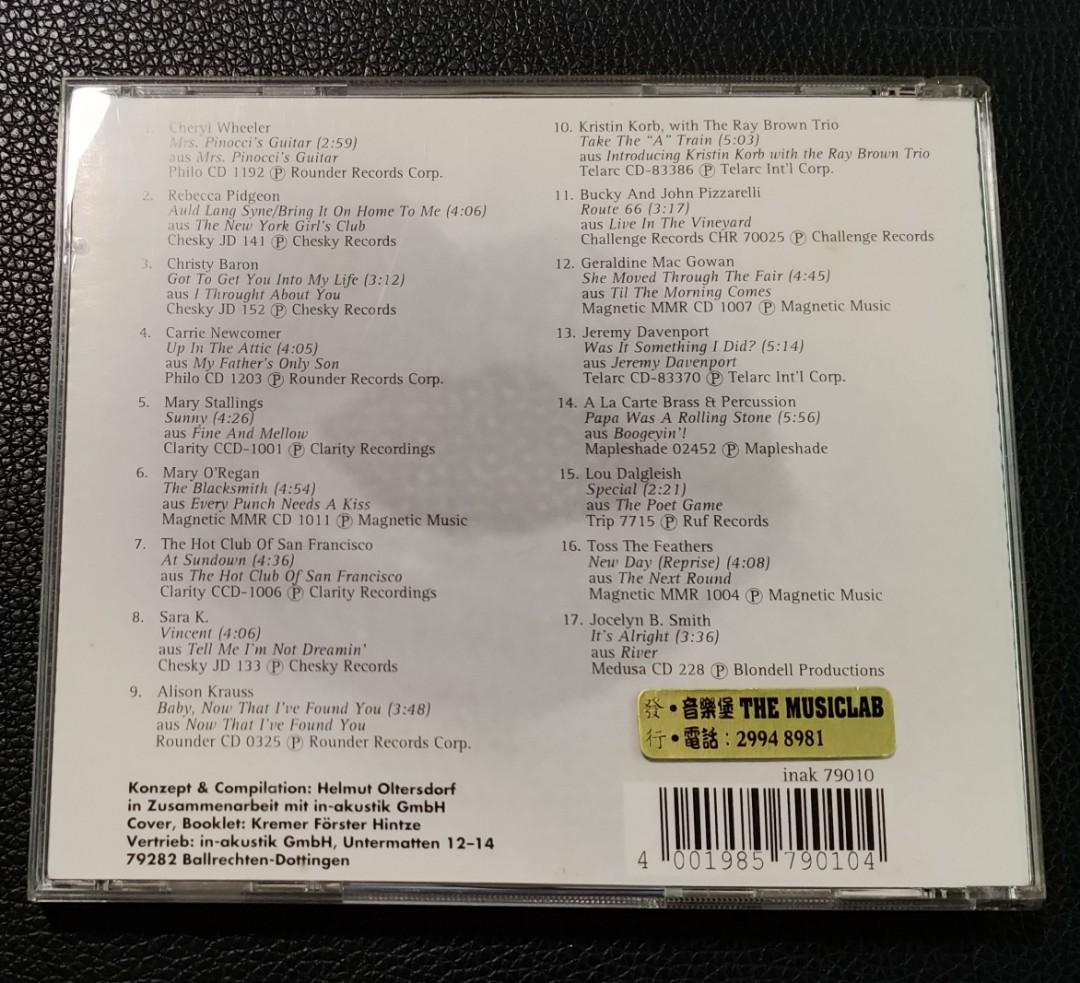 1. Cheryl Wheeler
Mrs. Pinocci's Guitar (2:59)
aus Mrs. Pinocci's Guitar
Philo CD 1192 Ⓟ Rounder Records Corp.
2. Rebecca Pidgeon
Auld Lang Syne/Bring It On Home To Me (4:06)
aus The New York Girl's Club
Chesky JD 141 Ⓟ Chesky Records
3. Christy Baron
Got To Get You Into My Life (3:12)
aus I Throught About You
Chesky JD 152 Ⓟ Chesky Records
4. Carrie Newcomer
Up In The Attic (4:05)
aus My Father's Only Son
Philo CD 1203 Ⓟ Rounder Records Corp.
5. Mary Stallings
Sunny (4:26)
aus Fine And Mellow
Clarity CCD-1001 Ⓟ Clarity Recordings
6. Mary O'Regan
The Blacksmith (4:54)
aus Every Punch Needs A Kiss
Magnetic MMR CD 1011 Ⓟ Magnetic Music
7. The Hot Club Of San Francisco
At Sundown (4:36)
aus The Hot Club Of San Francisco
Clarity CCD-1006 Ⓟ Clarity Recordings
8. Sara K.
Vincent (4:06)
aus Tell Me I'm Not Dreamin'
Chesky JD 133 Ⓟ Chesky Records
9. Alison Krauss
Baby, Now That I've Found You (3:48)
aus Now That I've Found You
Rounder CD 0325 Ⓟ Rounder Records Corp.
10. Kristin Korb, with The Ray Brown Trio
Take The "A" Train (5:03)
aus Introducing Kristin Korb with the Ray Brown Trio
Telarc CD-83386 Ⓟ Telarc Int'l Corp.
11. Bucky And John Pizzarelli
Route 66 (3:17)
aus Live In The Vineyard
Challenge Records CHR 70025 Ⓟ Challenge Records
12. Geraldine Mac Gowan
She Moved Through The Fair (4:45)
aus Til The Morning Comes
Magnetic MMR CD 1007 Ⓟ Magnetic Music
13. Jeremy Davenport
Was It Something I Did? (5:14)
aus Jeremy Davenport
Telarc CD-83370 Ⓟ Telarc Int'l Corp.
14. A La Carte Brass & Percussion
Papa Was A Rolling Stone (5:56)
aus Boogeyin'!
Mapleshade 02452 Ⓟ Mapleshade
15. Lou Dalgleish
Special (2:21)
aus The Poet Game
Trip 7715 Ⓟ Ruf Records
16. Toss The Feathers
New Day (Reprise) (4:08)
aus The Next Round
Magnetic MMR 1004 Ⓟ Magnetic Music
17. Jocelyn B. Smith
It's Alright (3:36)
aus River
Medusa CD 228 Ⓟ Blondell Productions
發 • 音樂堡 THE MUSICLAB
行 • 電話 : 2994 8981
inak 79010
4 001985 790104
Konzept & Compilation: Helmut Oltersdorf
in Zusammenarbeit mit in-akustik GmbH
Cover, Booklet: Kremer Förster Hintze
Vertrieb: in-akustik GmbH, Untermatten 12-14
79282 Ballrechten-Dottingen